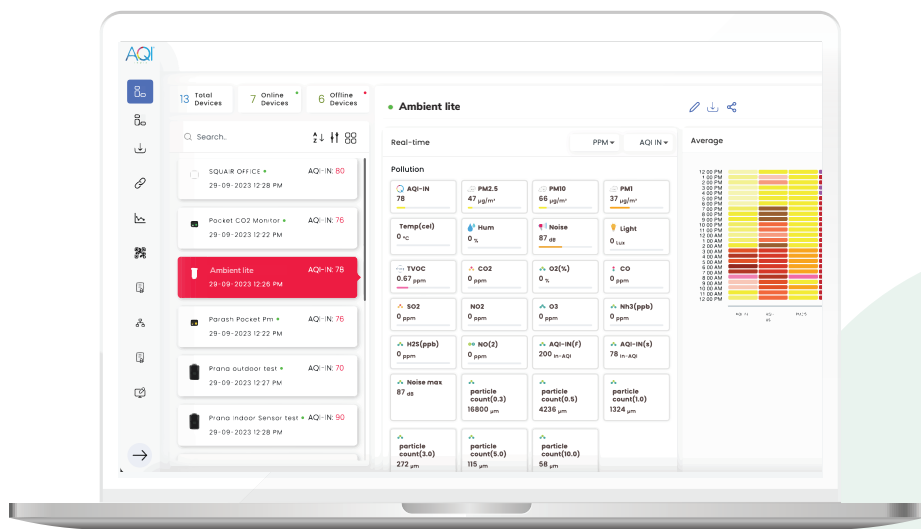 AQI
13 Total Devices
7 Online Devices
6 Offline Devices
Search..
SQUAIR OFFICE
AQI-IN: 80
29-09-2023 12:28 PM
Pocket CO2 Monitor
AQI-IN: 76
29-09-2023 12:22 PM
Ambient lite
AQI-IN: 78
29-09-2023 12:26 PM
Parash Pocket Pm
AQI-IN: 76
29-09-2023 12:22 PM
Prana outdoor test
AQI-IN: 70
29-09-2023 12:27 PM
Prana Indoor Sensor test
AQI-IN: 90
29-09-2023 12:28 PM
Ambient lite
Real-time
PPM
AQI IN
Pollution
AQI-IN
78
PM2.5
47 µg/m³
PM10
66 µg/m³
PM1
37 µg/m³
Temp(cel)
0 °C
Hum
0 %
Noise
87 dB
Light
0 Lux
TVOC
0.67 ppm
CO2
0 ppm
O2(%)
0 %
CO
0 ppm
SO2
0 ppm
NO2
0 ppm
O3
0 ppm
Nh3(ppb)
0 ppm
H2S(ppb)
0 ppm
NO(2)
0 ppm
AQI-IN(F)
200 in-AQI
AQI-IN(s)
78 in-AQI
Noise max
87 dB
particle count(0.3)
16800 µm
particle count(0.5)
4236 µm
particle count(1.0)
1324 µm
particle count(3.0)
272 µm
particle count(5.0)
115 µm
particle count(10.0)
58 µm
Average
12:00 PM
1:00 PM
2:00 PM
3:00 PM
4:00 PM
5:00 PM
6:00 PM
7:00 PM
8:00 PM
9:00 PM
10:00 PM
11:00 PM
12:00 AM
1:00 AM
2:00 AM
3:00 AM
4:00 AM
5:00 AM
6:00 AM
7:00 AM
8:00 AM
9:00 AM
10:00 AM
11:00 AM
12:00 PM